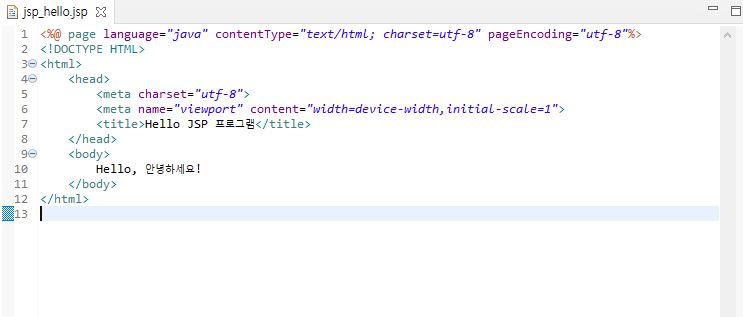 jsp_hello.jsp
1 <%@ page language="java" contentType="text/html; charset=utf-8" pageEncoding="utf-8"%>
2 <!DOCTYPE HTML>
3 <html>
4     <head>
5         <meta charset="utf-8">
6         <meta name="viewport" content="width=device-width,initial-scale=1">
7         <title>Hello JSP 프로그램</title>
8     </head>
9     <body>
10         Hello, 안녕하세요!
11     </body>
12 </html>
13